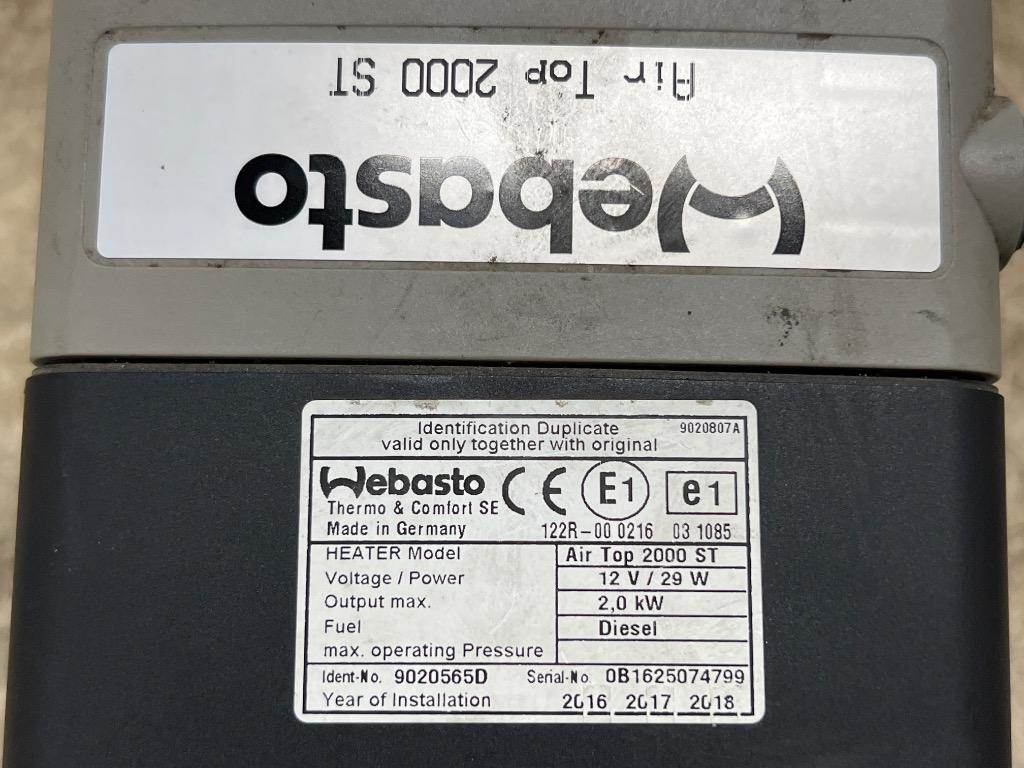 Air Top 2000 ST
Webasto
Identification Duplicate 9020807A
valid only together with original
Webasto CE E1 e1
Thermo & Comfort SE
Made in Germany 122R-00 0216 03 1085
HEATER Model Air Top 2000 ST
Voltage / Power 12 V / 29 W
Output max. 2,0 kW
Fuel Diesel
max. operating Pressure
Ident-No. 9020565D Serial-No. 0B1625074799
Year of Installation 2016 2017 2018